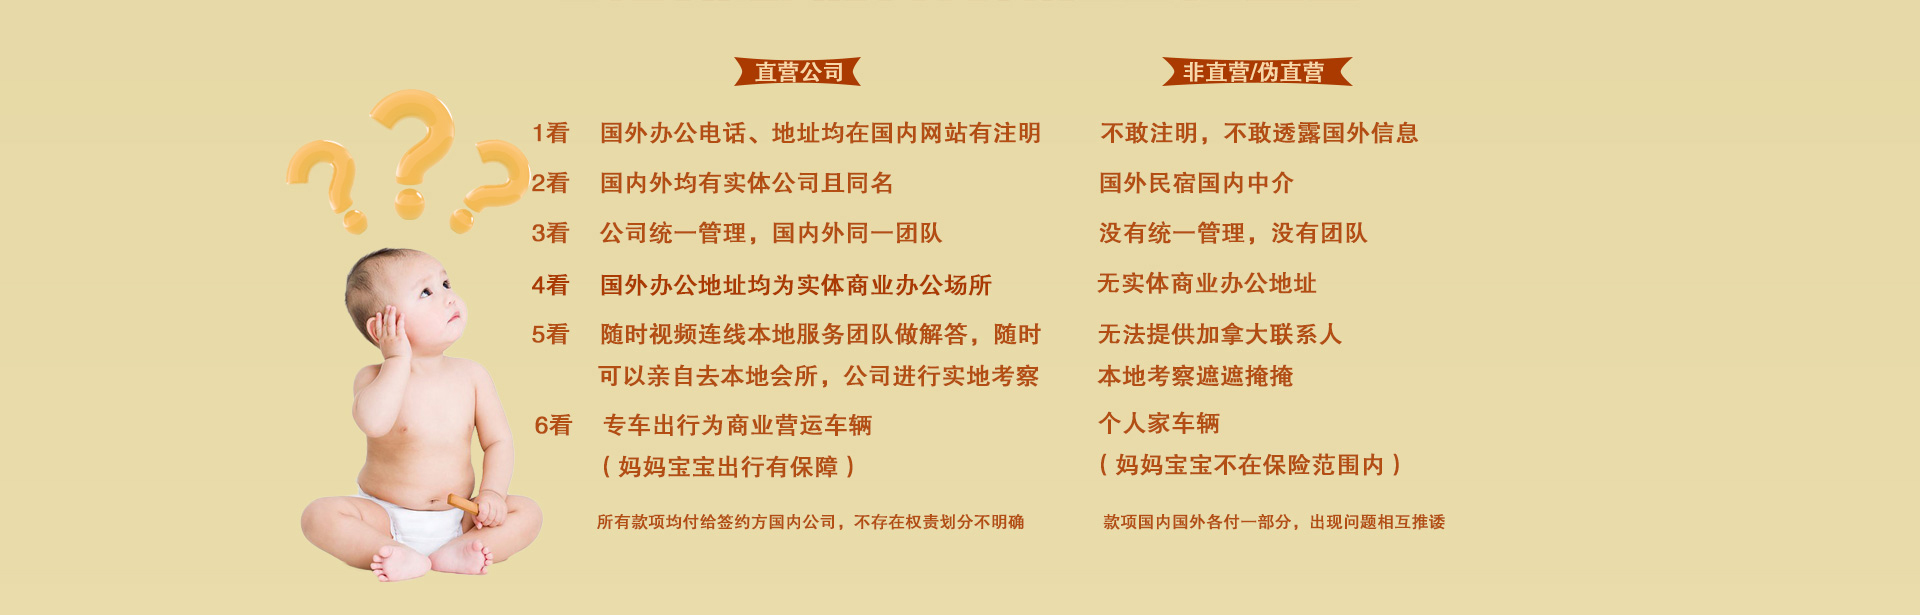 直营公司 非直营/伪直营
1看 国外办公电话、地址均在国内网站有注明 不敢注明，不敢透露国外信息
2看 国内外均有实体公司且同名 国外民宿国内中介
3看 公司统一管理，国内外同一团队 没有统一管理，没有团队
4看 国外办公地址均为实体商业办公场所 无实体商业办公地址
5看 随时视频连线本地服务团队做解答，随时 无法提供加拿大联系人
可以亲自去本地会所，公司进行实地考察 本地考察遮遮掩掩
6看 专车出行为商业营运车辆 个人家车辆
（妈妈宝宝出行有保障） （妈妈宝宝不在保险范围内）
所有款项均付给签约方国内公司，不存在权责划分不明确 款项国内国外各付一部分，出现问题相互推诿